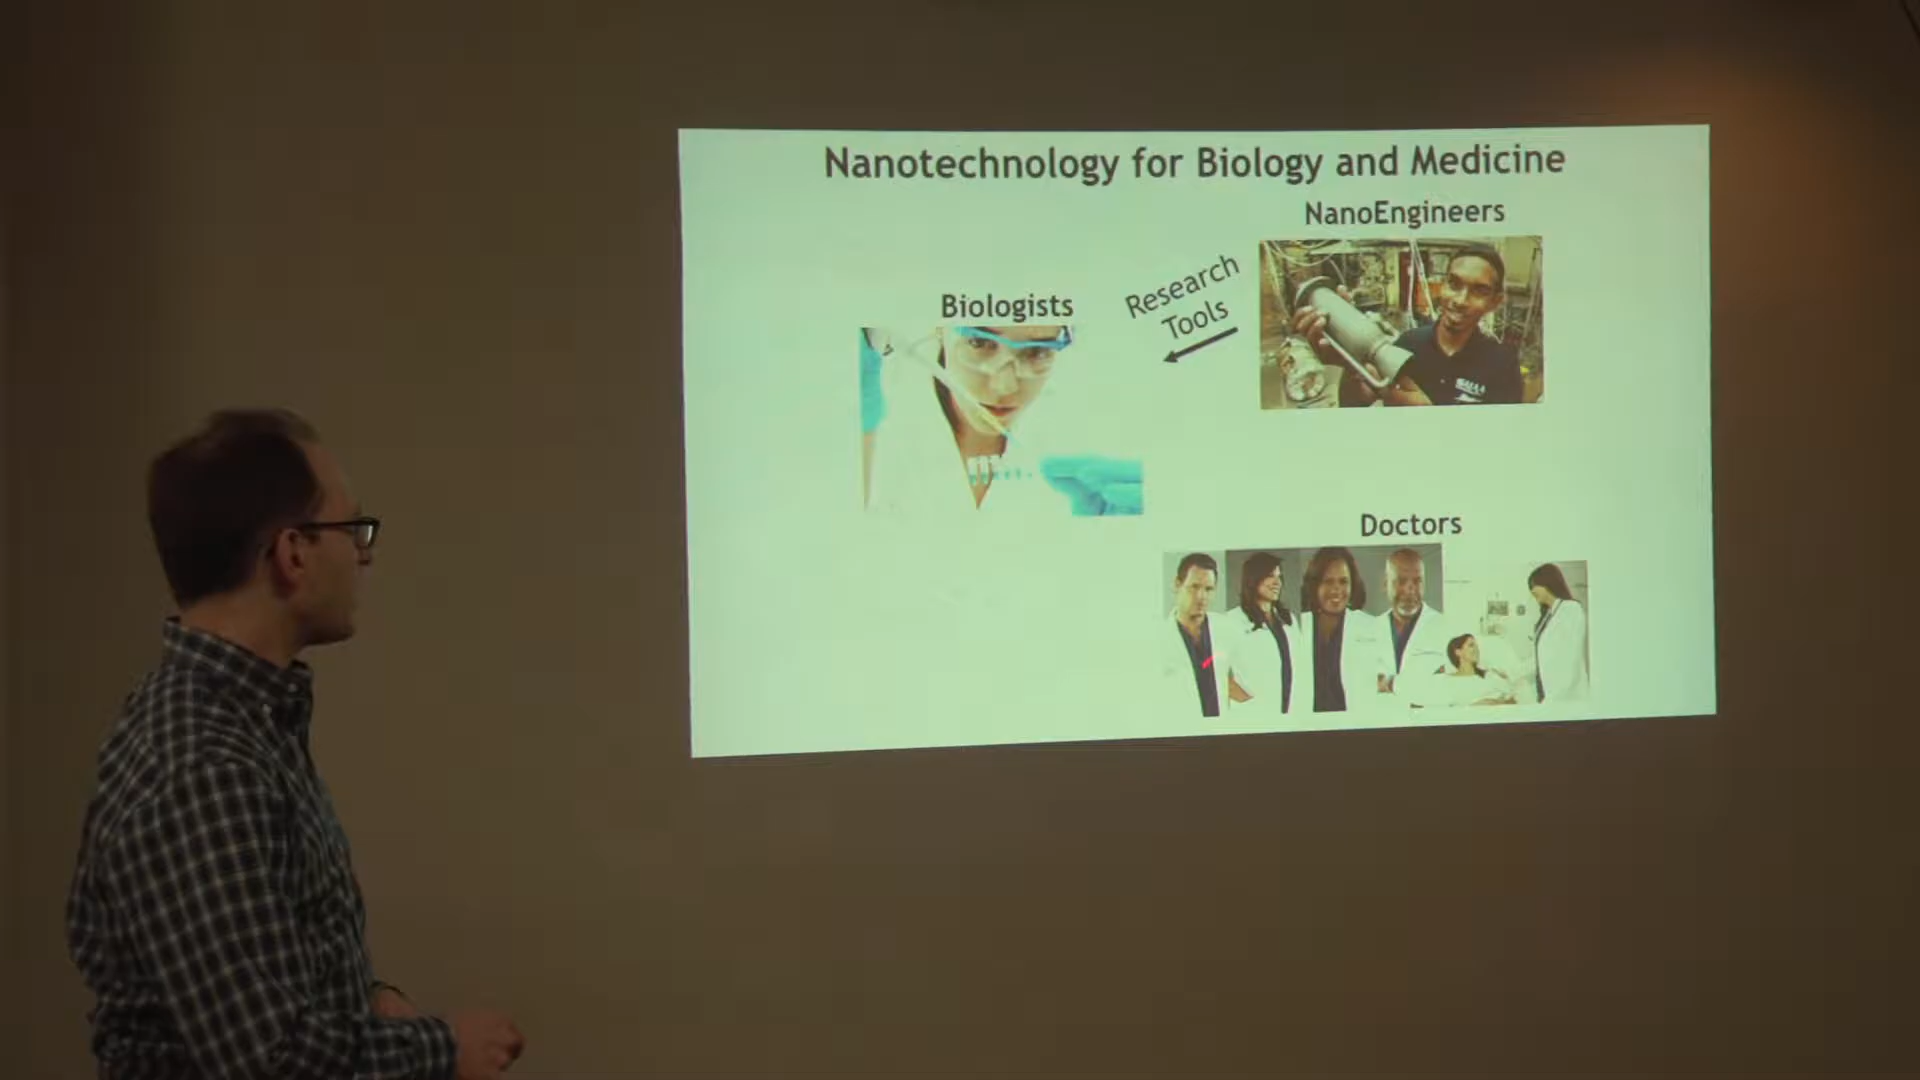 Nanotechnology for Biology and Medicine
NanoEngineers
Research
Tools
Biologists
Doctors